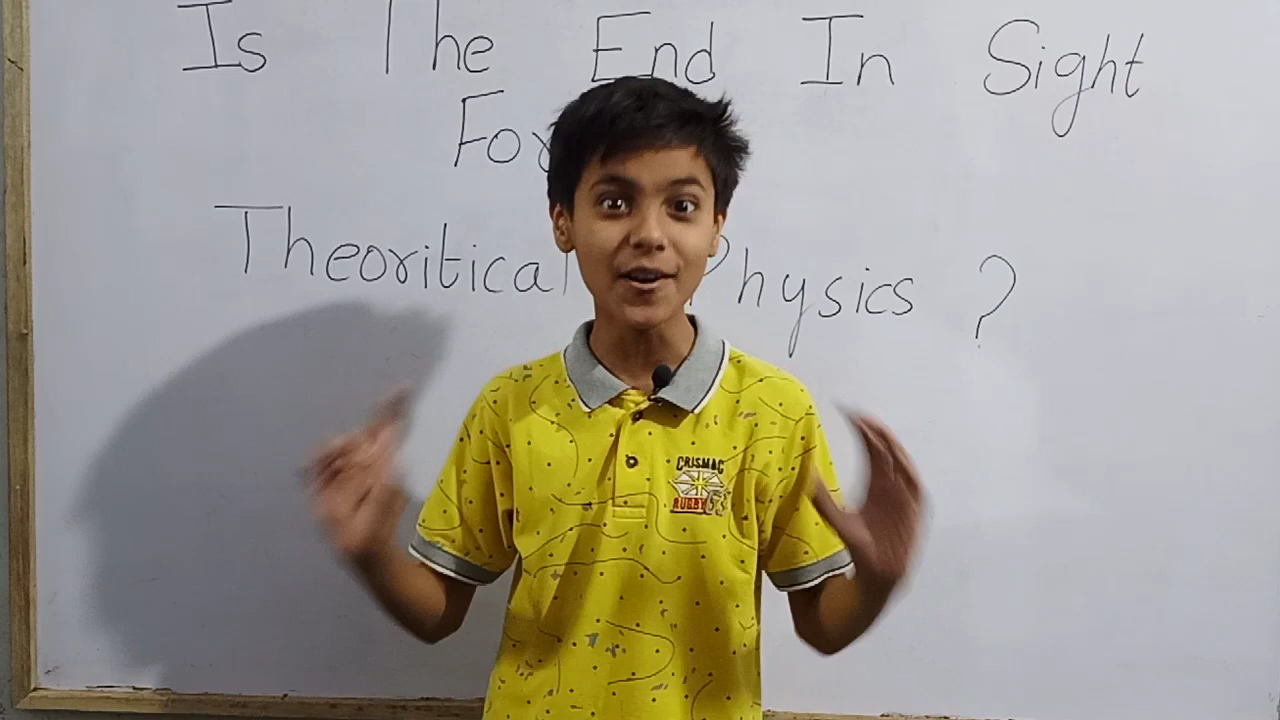 Is The End In Sight
For
Theoritical Physics ?
CRISMAC
RUGBY